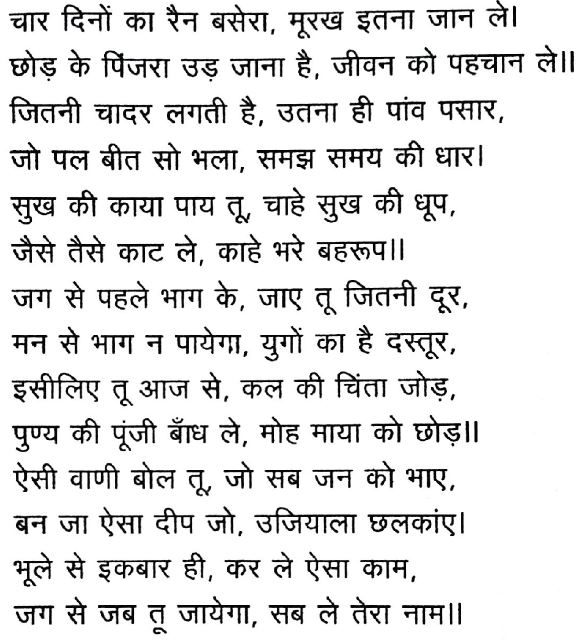 चार दिनों का रैन बसेरा, मूरख इतना जान ले।
छोड़ के पिंजरा उड़ जाना है, जीवन को पहचान ले॥
जितनी चादर लगती है, उतना ही पांव पसार,
जो पल बीत सो भला, समझ समय की धार।
सुख की काया पाय तू, चाहे सुख की धूप,
जैसे तैसे काट ले, काहे भरे बहरूप॥
जग से पहले भाग के, जाए तू जितनी दूर,
मन से भाग न पायेगा, युगों का है दस्तूर,
इसीलिए तू आज से, कल की चिंता जोड़,
पुण्य की पूंजी बाँध ले, मोह माया को छोड़॥
ऐसी वाणी बोल तू, जो सब जन को भाए,
बन जा ऐसा दीप जो, उजियाला छलकांए।
भूले से इकबार ही, कर ले ऐसा काम,
जग से जब तू जायेगा, सब ले तेरा नाम॥